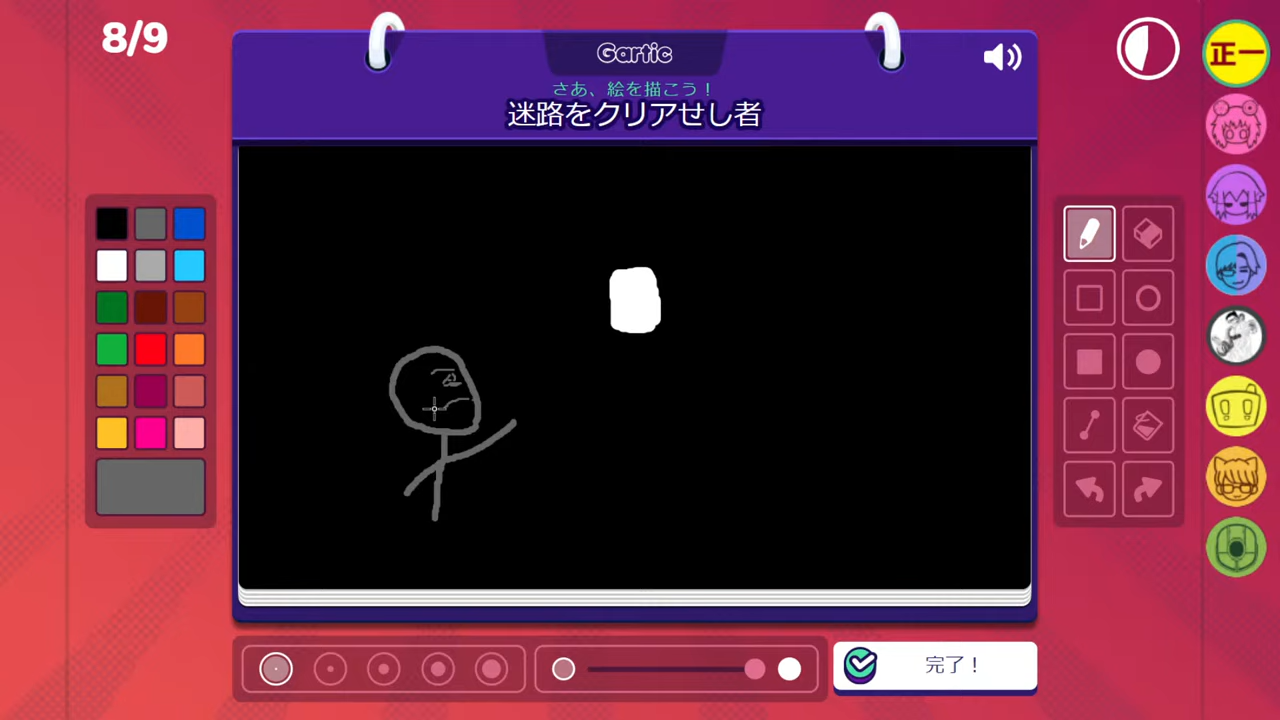 8/9
Gartic
さあ、絵を描こう！
迷路をクリアせし者
正一
完了！